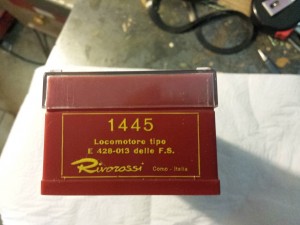 1445
Locomotore tipo
E 428-013 delle F.S.
Rivarossi Como - Italia